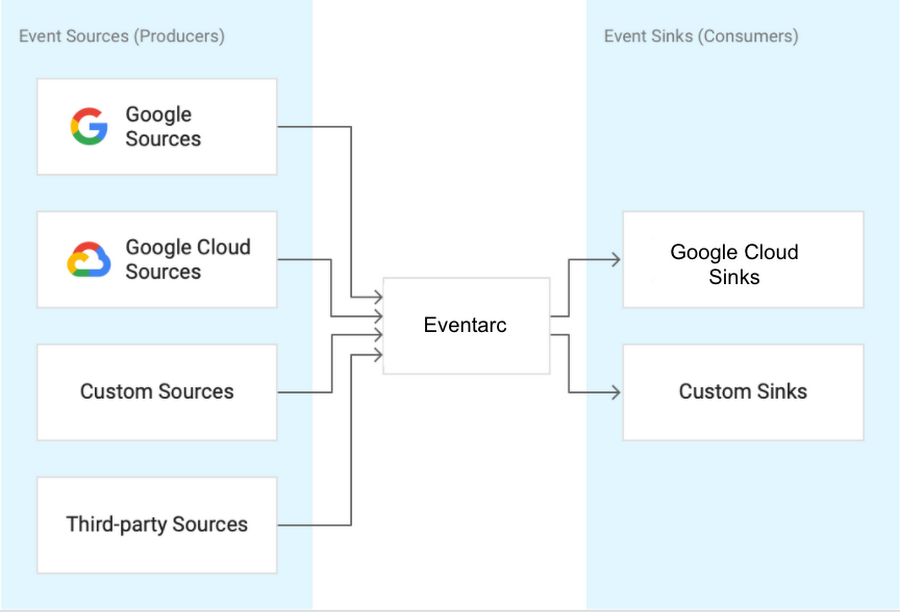 Event Sources (Producers)
Event Sinks (Consumers)
Google
Sources
Google Cloud
Sources
Custom Sources
Third-party Sources
Eventarc
Google Cloud
Sinks
Custom Sinks